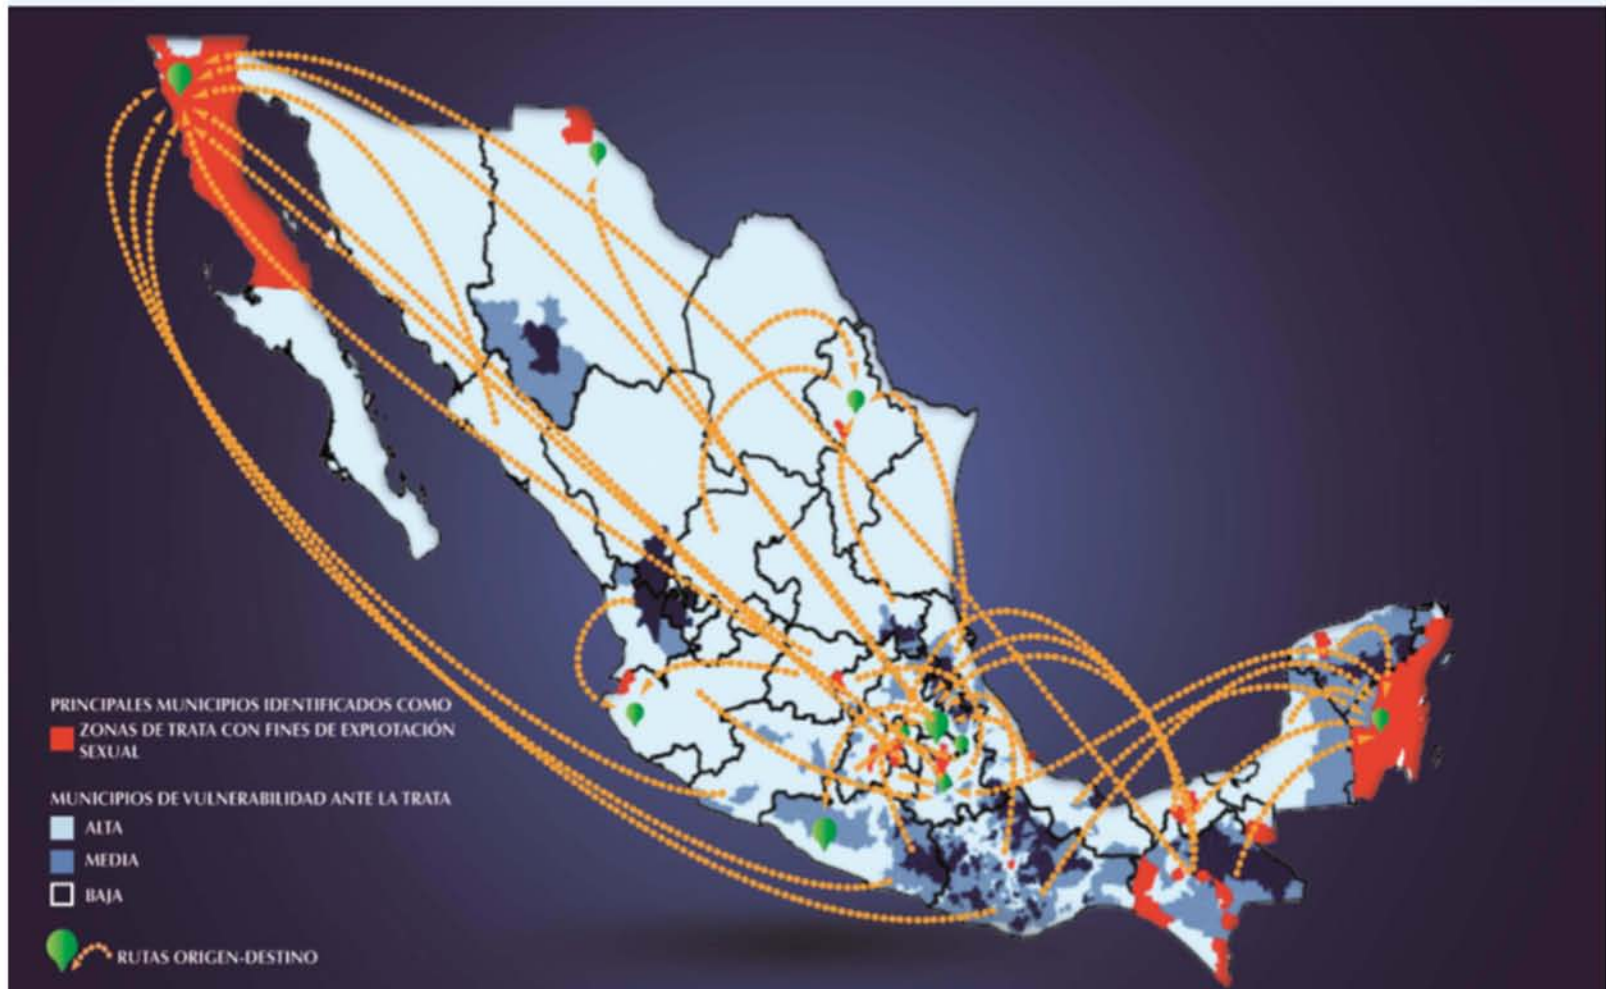 PRINCIPALES MUNICIPIOS IDENTIFICADOS COMO
ZONAS DE TRATA CON FINES DE EXPLOTACIÓN
SEXUAL
MUNICIPIOS DE VULNERABILIDAD ANTE LA TRATA
ALTA
MEDIA
BAJA
RUTAS ORIGEN-DESTINO